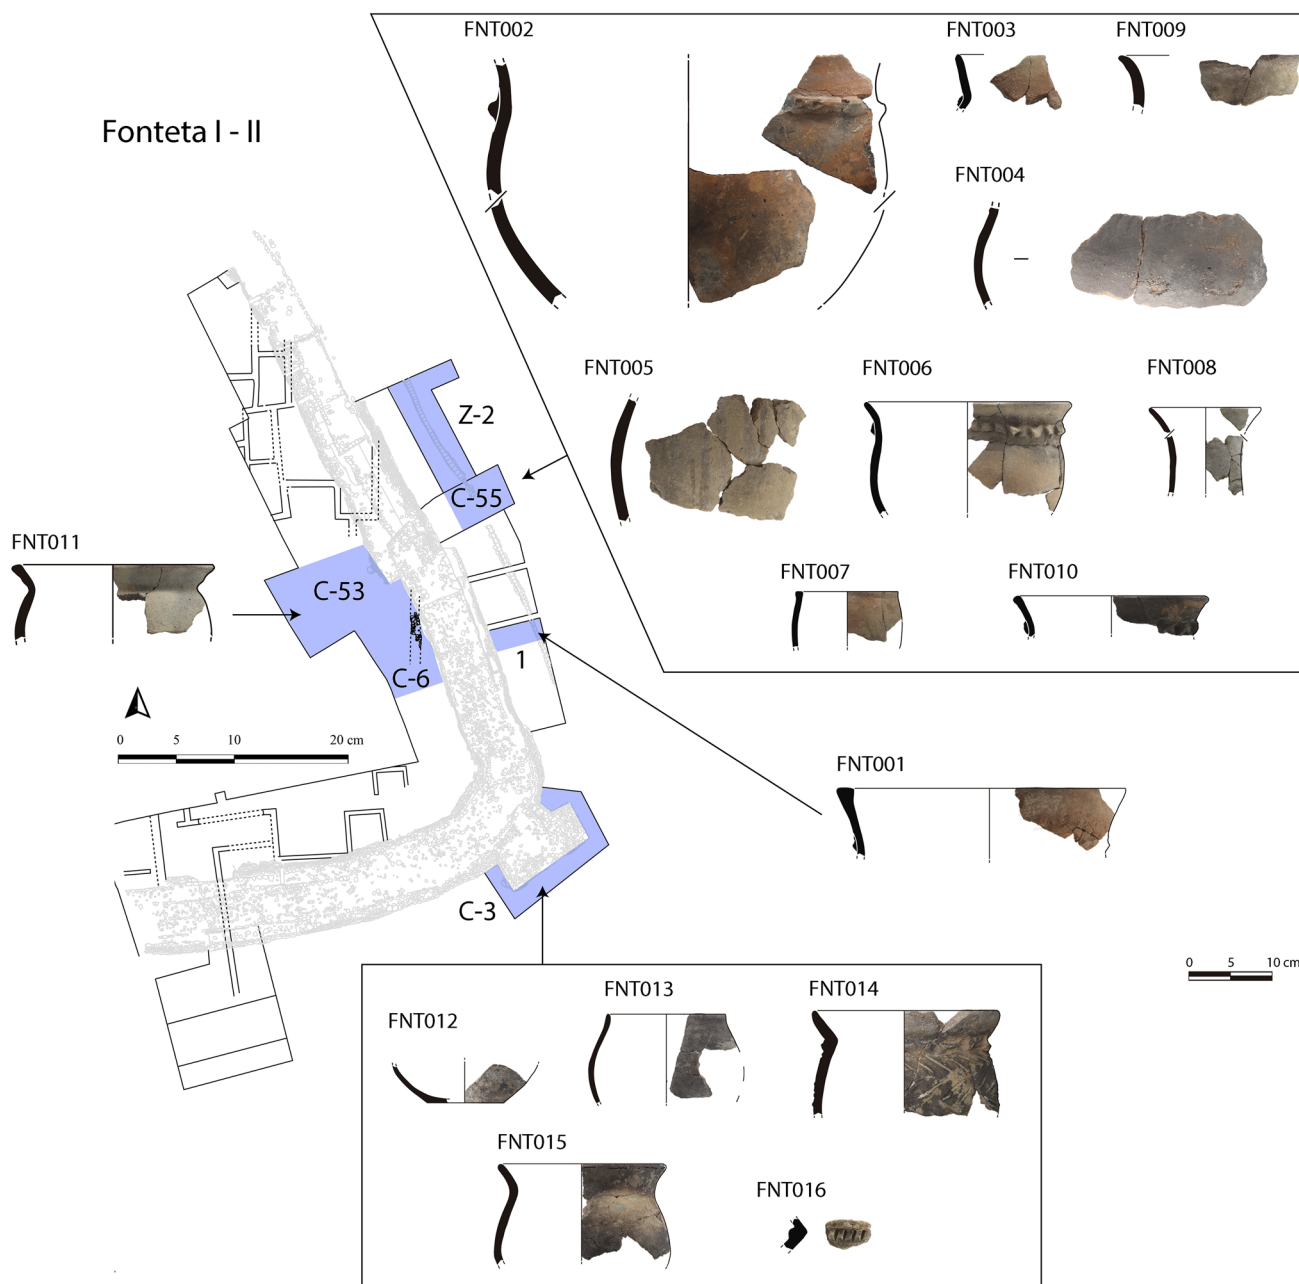 FNT002
FNT003
FNT009
Fonteta I - II
FNT004
FNT005
FNT006
FNT008
Z-2
C-55
FNT011
C-53
FNT007
FNT010
1
C-6
0 5 10 20 cm
FNT001
C-3
0 5 10 cm
FNT012
FNT013
FNT014
FNT015
FNT016